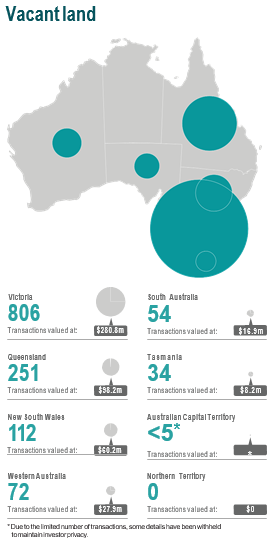 Vacant land
Victoria
806
Transactions valued at: $280.8m
South Australia
54
Transactions valued at: $16.9m
Queensland
251
Transactions valued at: $98.2m
Tasmania
34
Transactions valued at: $8.2m
New South Wales
112
Transactions valued at: $60.2m
Australian Capital Territory
<5*
Transactions valued at: *
Western Australia
72
Transactions valued at: $27.9m
Northern Territory
0
Transactions valued at: $0
* Due to the limited number of transactions, some details have been withheld
to maintain investor privacy.